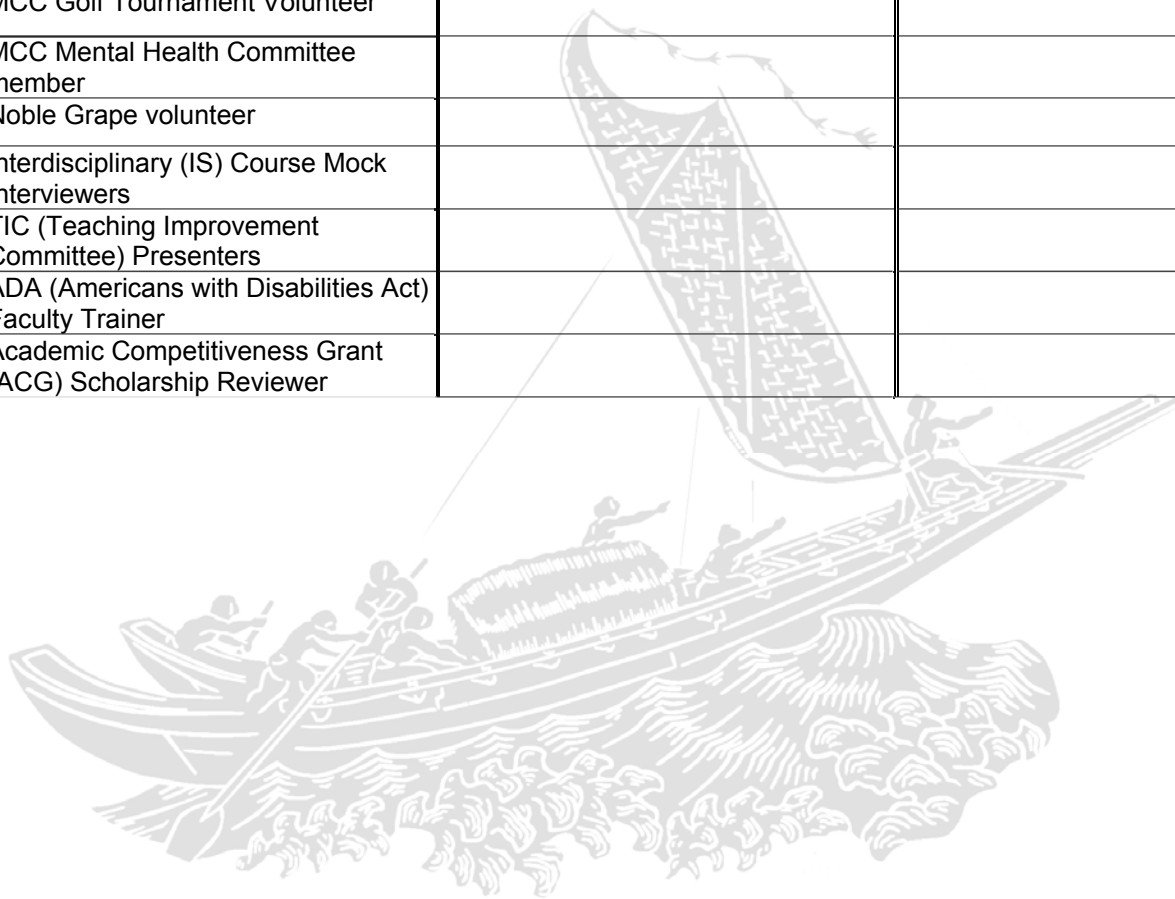 MCC Golf Tournament Volunteer
MCC Mental Health Committee
member
Noble Grape volunteer
nterdisciplinary (IS) Course Mock
nterviewers
TIC (Teaching Improvement
Committee) Presenters
ADA (Americans with Disabilities Act)
Faculty Trainer
Academic Competitiveness Grant
(ACG) Scholarship Reviewer